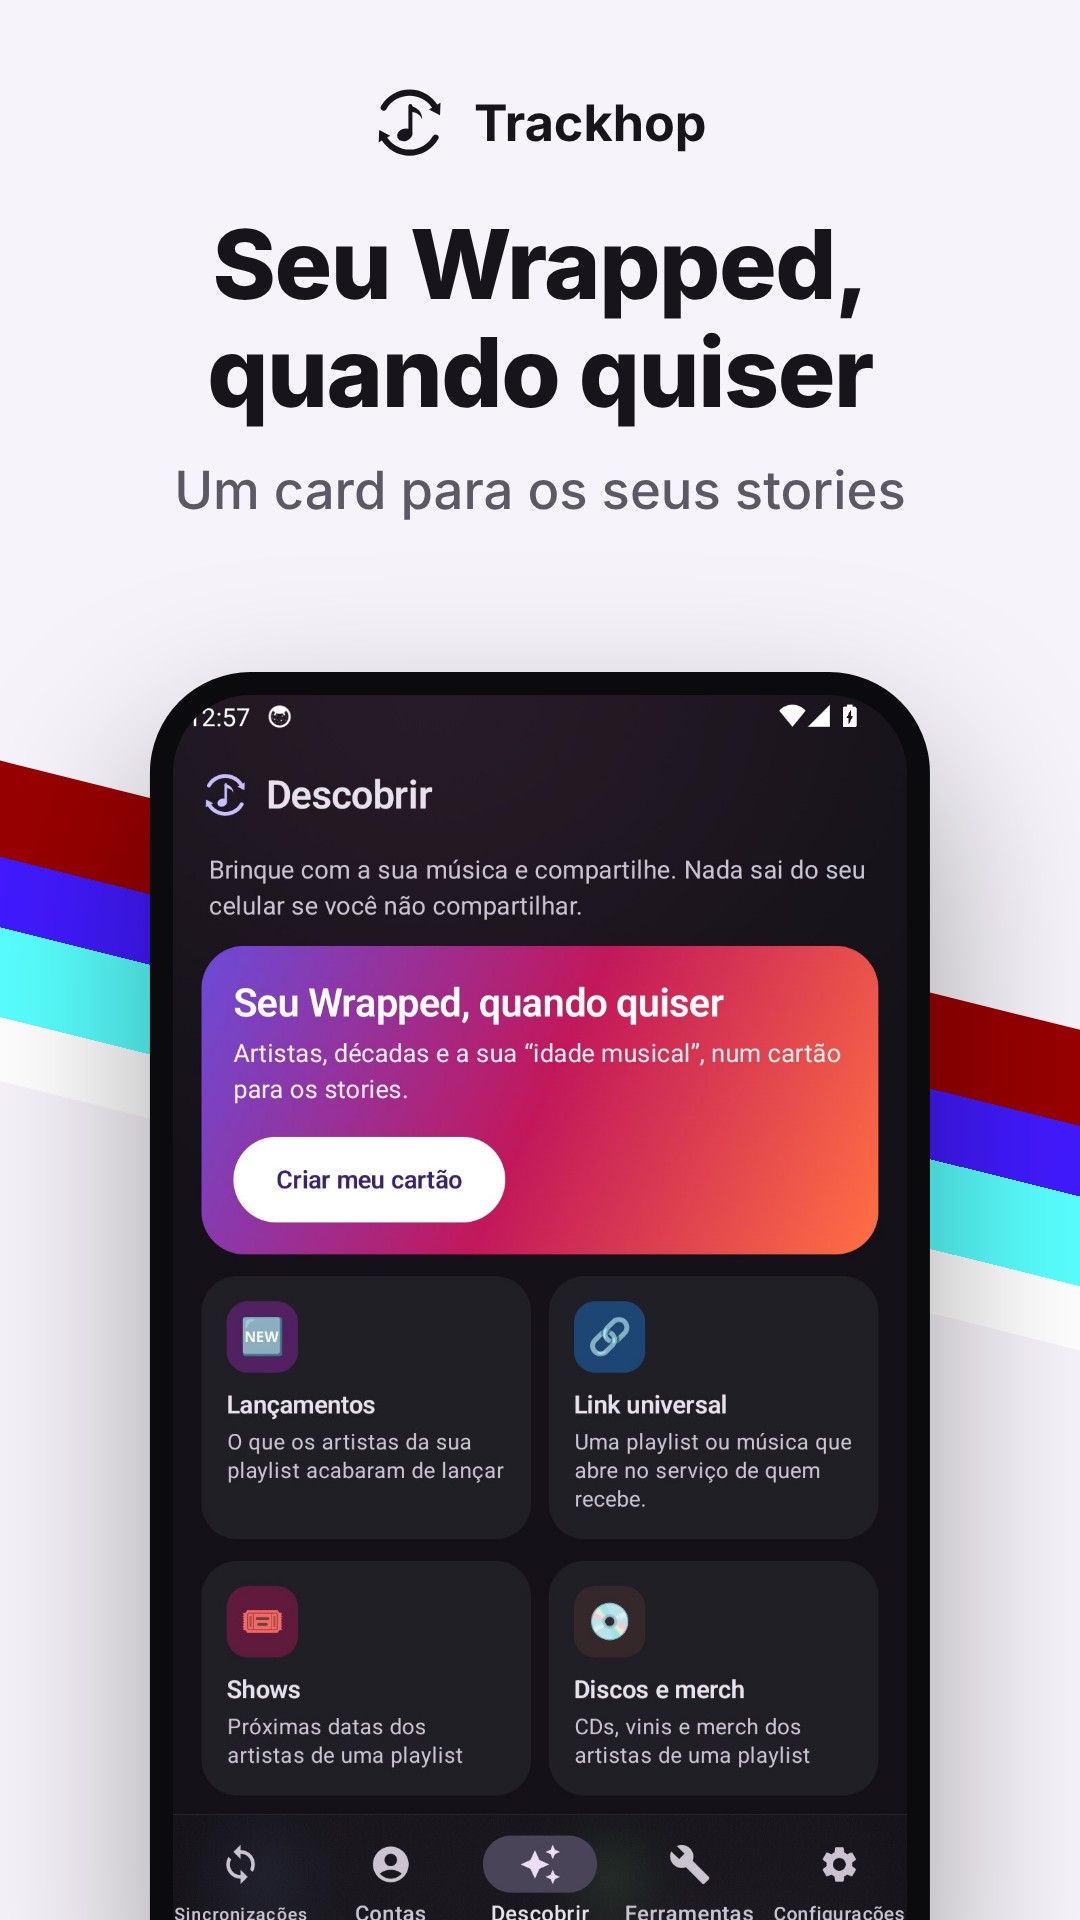 Trackhop
Seu Wrapped,
quando quiser
Um card para os seus stories
12:57
Descobrir
Brinque com a sua música e compartilhe. Nada sai do seu
celular se você não compartilhar.
Seu Wrapped, quando quiser
Artistas, décadas e a sua “idade musical”, num cartão
para os stories.
Criar meu cartão
NEW
Lançamentos
O que os artistas da sua
playlist acabaram de lançar
Link universal
Uma playlist ou música que
abre no serviço de quem
recebe.
Shows
Próximas datas dos
artistas de uma playlist
Discos e merch
CDs, vinis e merch dos
artistas de uma playlist
Sincronizações
Contas
Descobrir
Ferramentas
Configurações